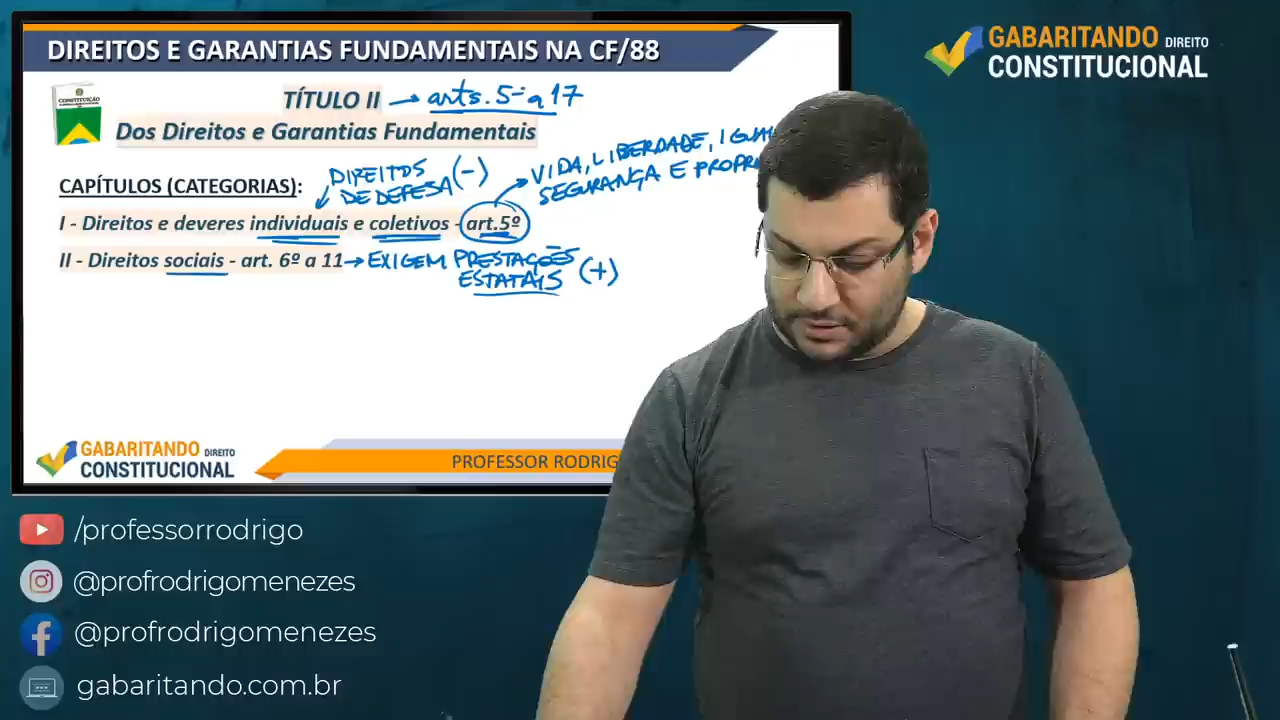 DIREITOS E GARANTIAS FUNDAMENTAIS NA CF/88
GABARITANDO DIREITO
CONSTITUCIONAL
CONSTITUIÇÃO
TÍTULO II → arts. 5º a 17
Dos Direitos e Garantias Fundamentais
VIDA, LIBERDADE,
SEGURANÇA E
DIREITOS
DE DEFESA (-)
CAPÍTULOS (CATEGORIAS):
I - Direitos e deveres individuais e coletivos - art.5º
II - Direitos sociais - art. 6º a 11 → EXIGEM PRESTAÇÕES
ESTATAIS (+)
GABARITANDO DIREITO
CONSTITUCIONAL
PROFESSOR RODRIG
/professorrodrigo
@profrodrigomenezes
@profrodrigomenezes
gabaritando.com.br